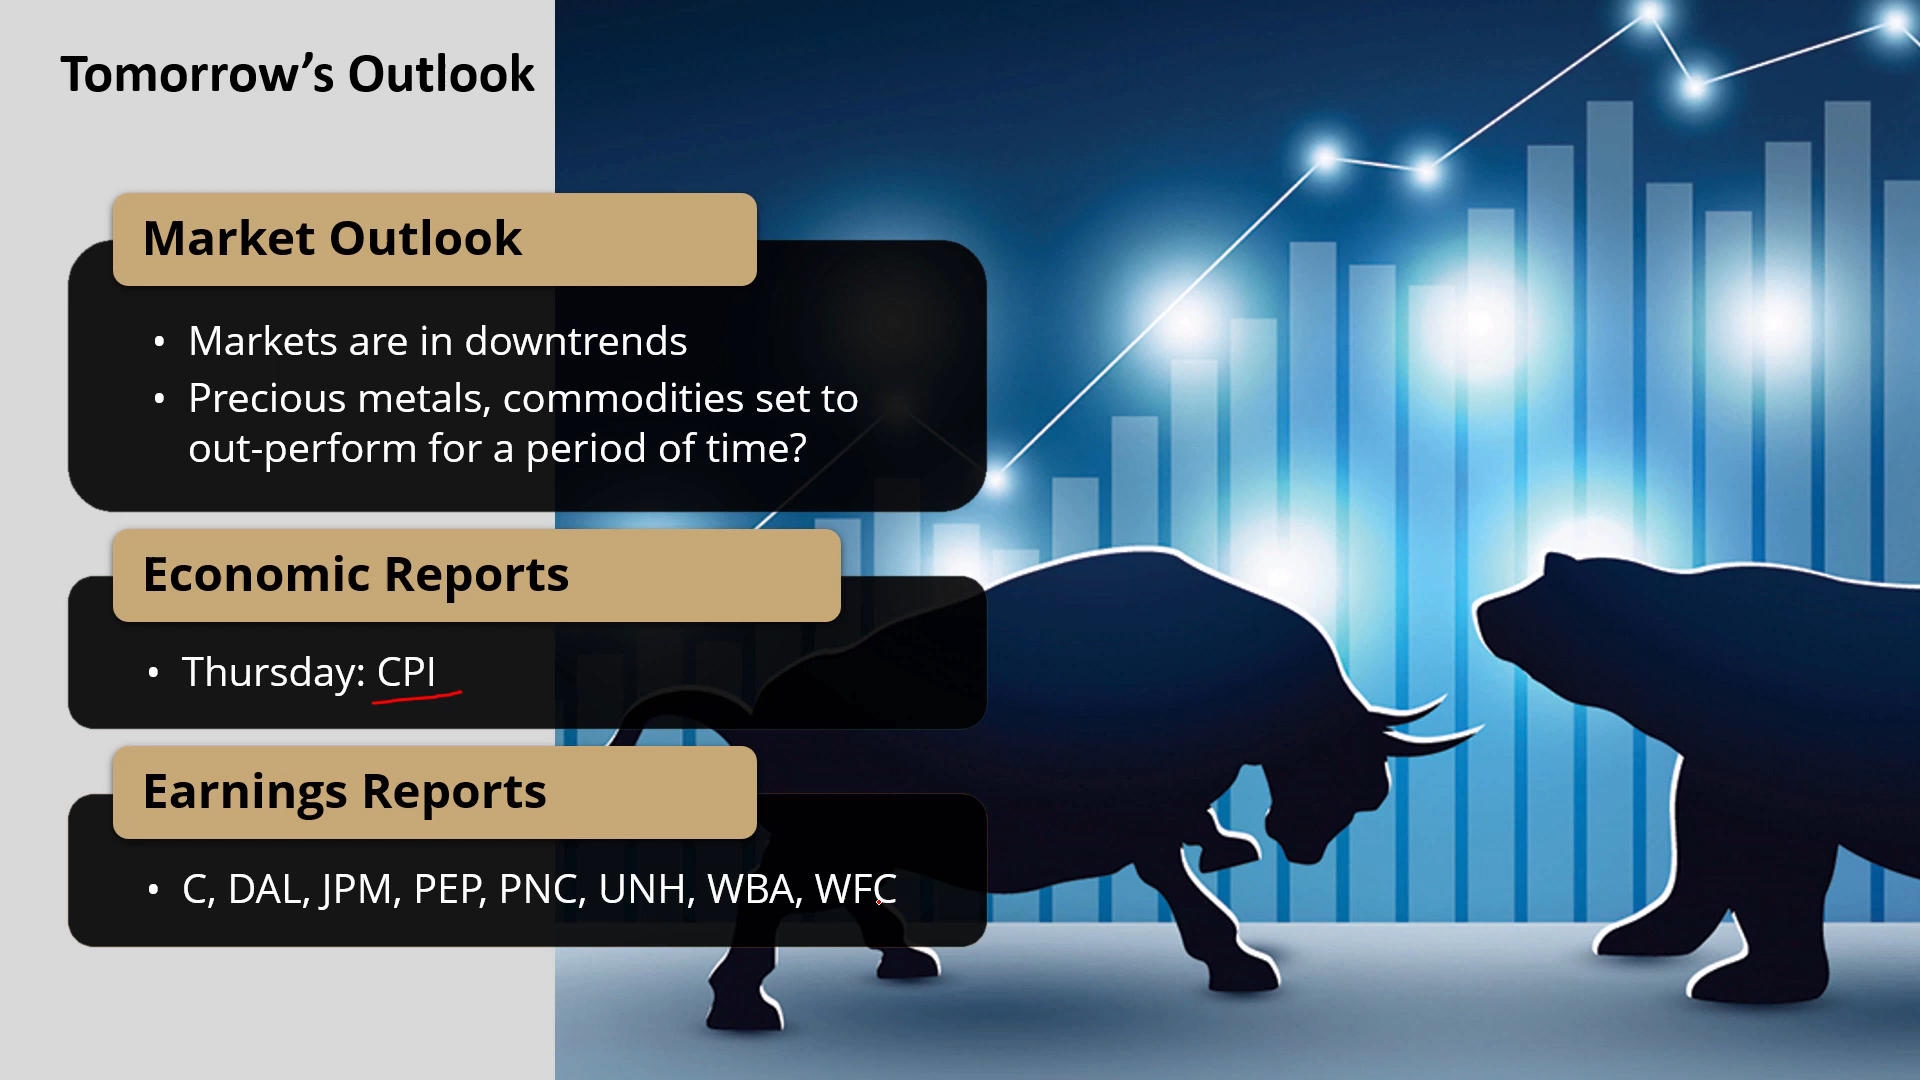 Tomorrow’s Outlook
Market Outlook
• Markets are in downtrends
• Precious metals, commodities set to
out-perform for a period of time?
Economic Reports
• Thursday: CPI
Earnings Reports
• C, DAL, JPM, PEP, PNC, UNH, WBA, WFC